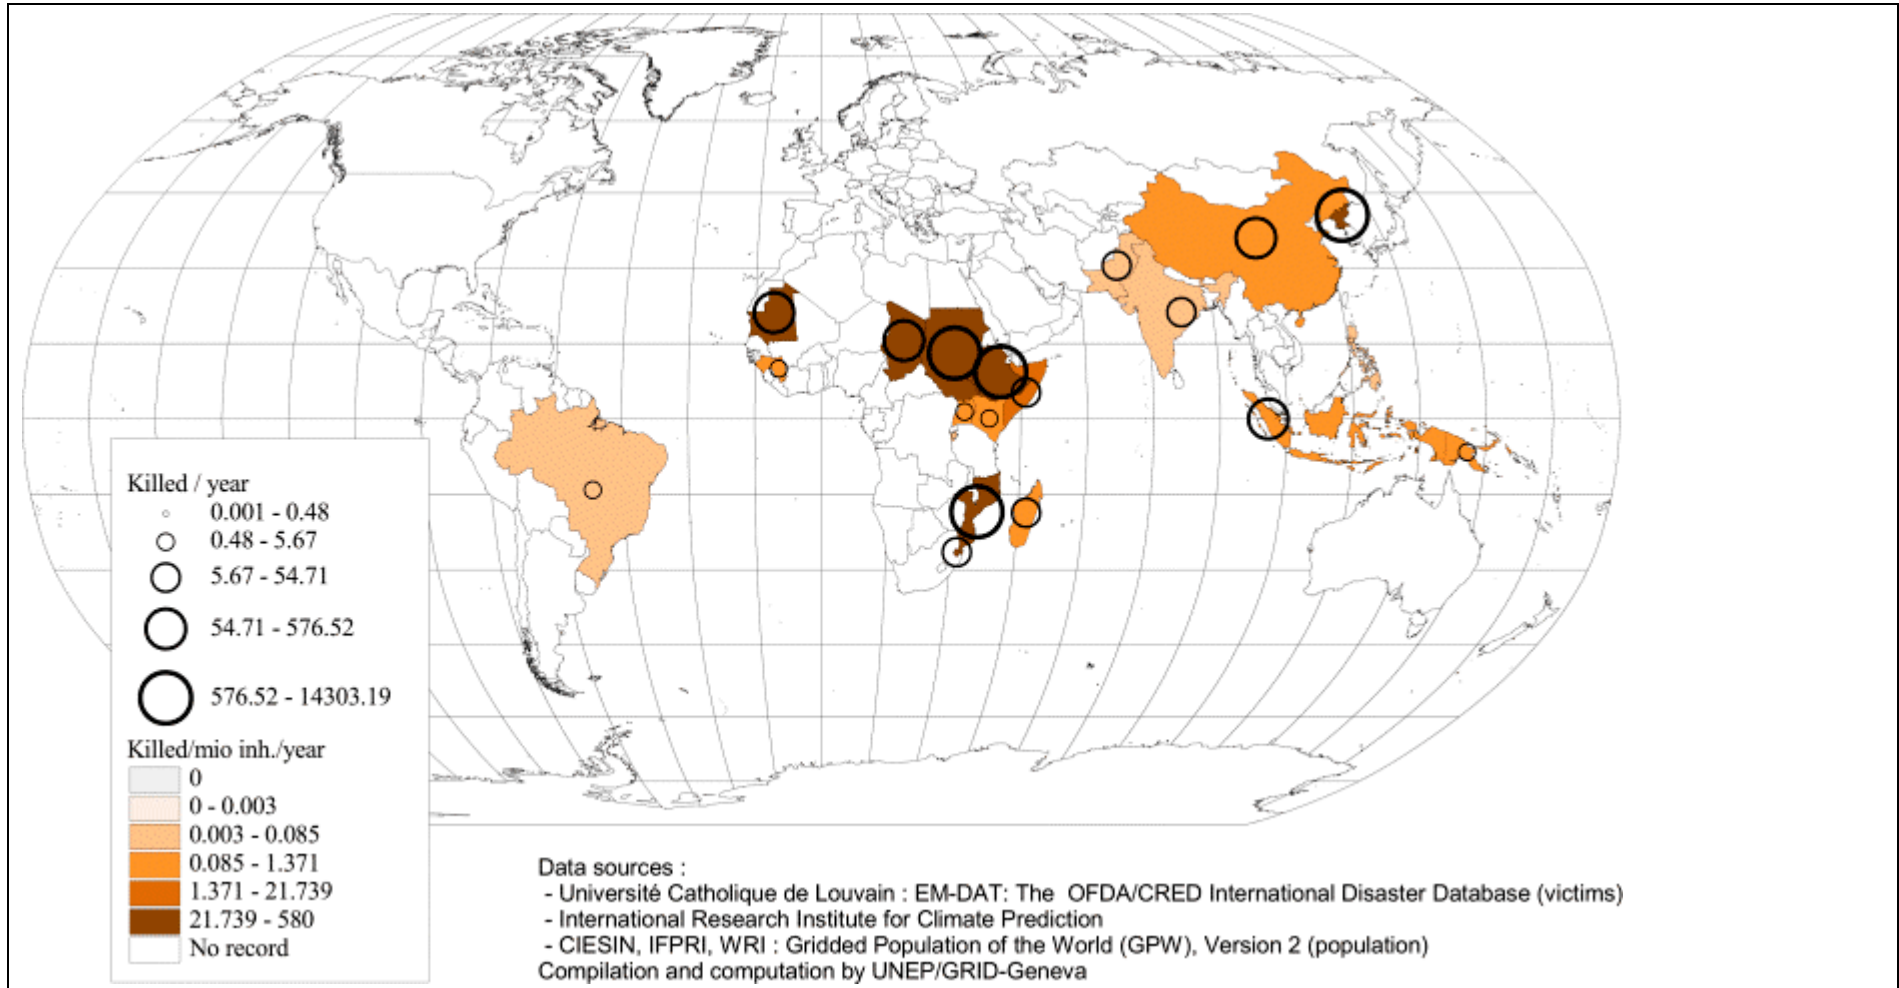 Killed / year
0.001 - 0.48
0.48 - 5.67
5.67 - 54.71
54.71 - 576.52
576.52 - 14303.19
Killed/mio inh./year
0
0 - 0.003
0.003 - 0.085
0.085 - 1.371
1.371 - 21.739
21.739 - 580
No record
Data sources :
- Université Catholique de Louvain : EM-DAT: The OFDA/CRED International Disaster Database (victims)
- International Research Institute for Climate Prediction
- CIESIN, IFPRI, WRI : Gridded Population of the World (GPW), Version 2 (population)
Compilation and computation by UNEP/GRID-Geneva